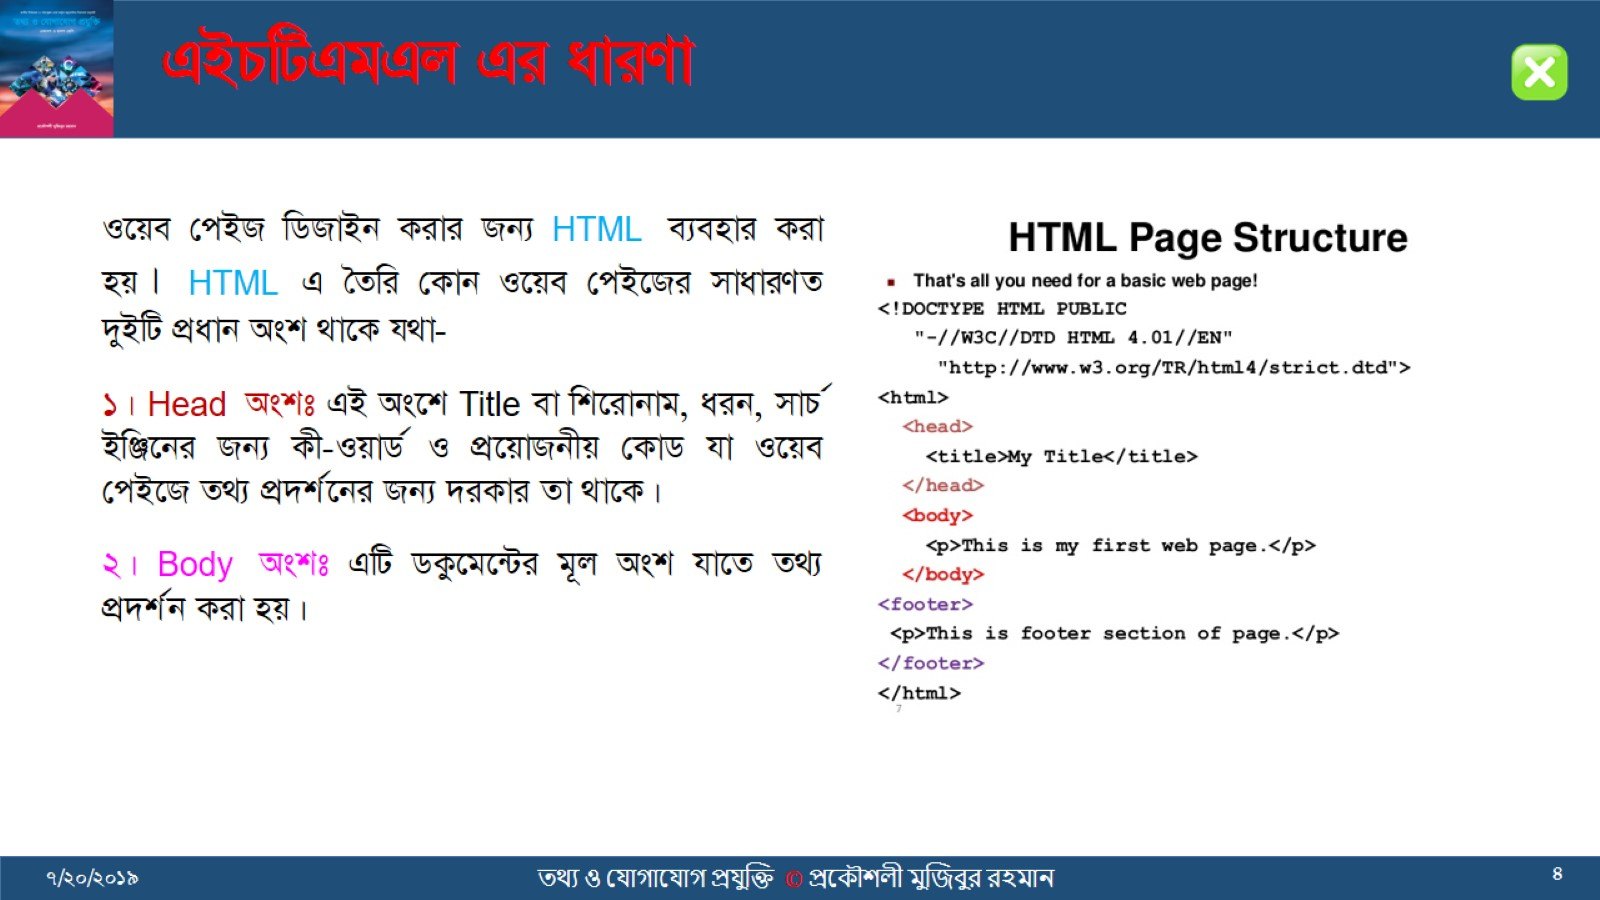 তথ্য ও যোগাযোগ প্রযুক্তি
এইচটিএমএল এর ধারণা
ওয়েব পেইজ ডিজাইন করার জন্য HTML ব্যবহার করা
হয়। HTML এ তৈরি কোন ওয়েব পেইজের সাধারণত
দুইটি প্রধান অংশ থাকে যথা-
১। Head অংশঃ এই অংশে Title বা শিরোনাম, ধরন, সার্চ
ইঞ্জিনের জন্য কী-ওয়ার্ড ও প্রয়োজনীয় কোড যা ওয়েব
পেইজে তথ্য প্রদর্শনের জন্য দরকার তা থাকে।
২। Body অংশঃ এটি ডকুমেন্টের মূল অংশ যাতে তথ্য
প্রদর্শন করা হয়।
HTML Page Structure
That's all you need for a basic web page!
<!DOCTYPE HTML PUBLIC
"-//W3C//DTD HTML 4.01//EN"
"http://www.w3.org/TR/html4/strict.dtd">
<html>
<head>
<title>My Title</title>
</head>
<body>
<p>This is my first web page.</p>
</body>
<footer>
<p>This is footer section of page.</p>
</footer>
</html>
7
৭/২০/২০১৯
তথ্য ও যোগাযোগ প্রযুক্তি © প্রকৌশলী মুজিবুর রহমান
৪